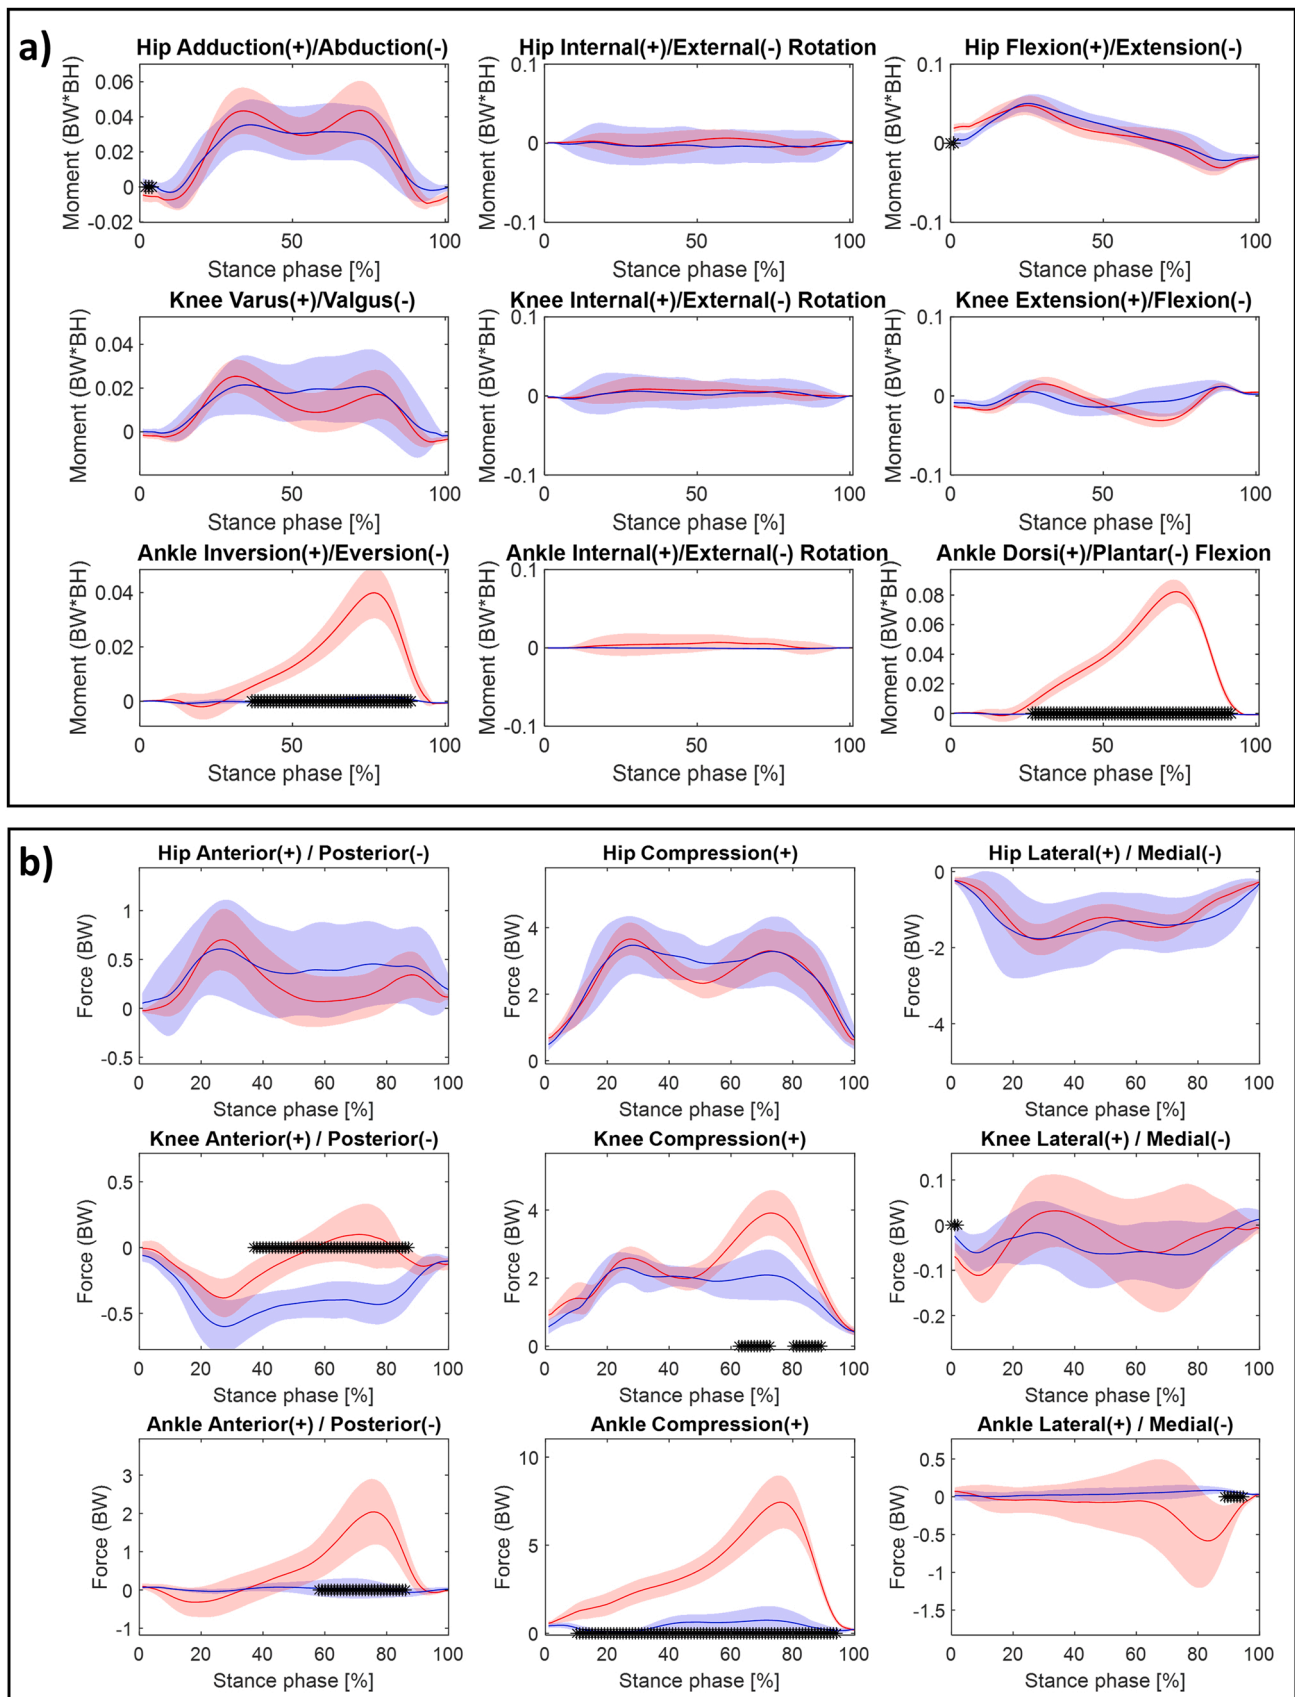 a)
Hip Adduction(+)/Abduction(-)
Moment (BW*BH)
0.06
0.04
0.02
0
-0.02
0 50 100
Stance phase [%]
Hip Internal(+)/External(-) Rotation
Moment (BW*BH)
0.1
0
-0.1
0 50 100
Stance phase [%]
Hip Flexion(+)/Extension(-)
Moment (BW*BH)
0.1
0
-0.1
0 50 100
Stance phase [%]
Knee Varus(+)/Valgus(-)
Moment (BW*BH)
0.04
0.02
0
0 50 100
Stance phase [%]
Knee Internal(+)/External(-) Rotation
Moment (BW*BH)
0.1
0
-0.1
0 50 100
Stance phase [%]
Knee Extension(+)/Flexion(-)
Moment (BW*BH)
0.1
0
-0.1
0 50 100
Stance phase [%]
Ankle Inversion(+)/Eversion(-)
Moment (BW*BH)
0.04
0.02
0
0 50 100
Stance phase [%]
Ankle Internal(+)/External(-) Rotation
Moment (BW*BH)
0.1
0
-0.1
0 50 100
Stance phase [%]
Ankle Dorsi(+)/Plantar(-) Flexion
Moment (BW*BH)
0.08
0.06
0.04
0.02
0
0 50 100
Stance phase [%]
b)
Hip Anterior(+) / Posterior(-)
Force (BW)
1
0.5
0
-0.5
0 20 40 60 80 100
Stance phase [%]
Hip Compression(+)
Force (BW)
4
2
0
0 20 40 60 80 100
Stance phase [%]
Hip Lateral(+) / Medial(-)
Force (BW)
0
-2
-4
0 20 40 60 80 100
Stance phase [%]
Knee Anterior(+) / Posterior(-)
Force (BW)
0.5
0
-0.5
0 20 40 60 80 100
Stance phase [%]
Knee Compression(+)
Force (BW)
4
2
0
0 20 40 60 80 100
Stance phase [%]
Knee Lateral(+) / Medial(-)
Force (BW)
0.1
0
-0.1
-0.2
0 20 40 60 80 100
Stance phase [%]
Ankle Anterior(+) / Posterior(-)
Force (BW)
3
2
1
0
-1
0 20 40 60 80 100
Stance phase [%]
Ankle Compression(+)
Force (BW)
10
5
0
0 20 40 60 80 100
Stance phase [%]
Ankle Lateral(+) / Medial(-)
Force (BW)
0.5
0
-0.5
-1
-1.5
0 20 40 60 80 100
Stance phase [%]